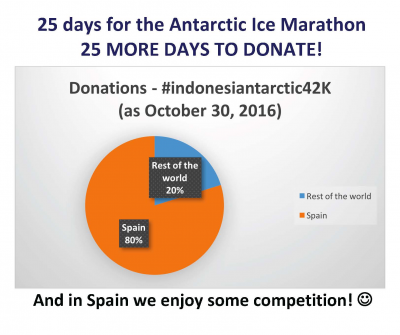 25 days for the Antarctic Ice Marathon
25 MORE DAYS TO DONATE!
Donations - #indonesiantarctic42K
(as October 30, 2016)
Rest of the
world
20%
Spain
80%
Rest of the world
Spain
And in Spain we enjoy some competition! ☺